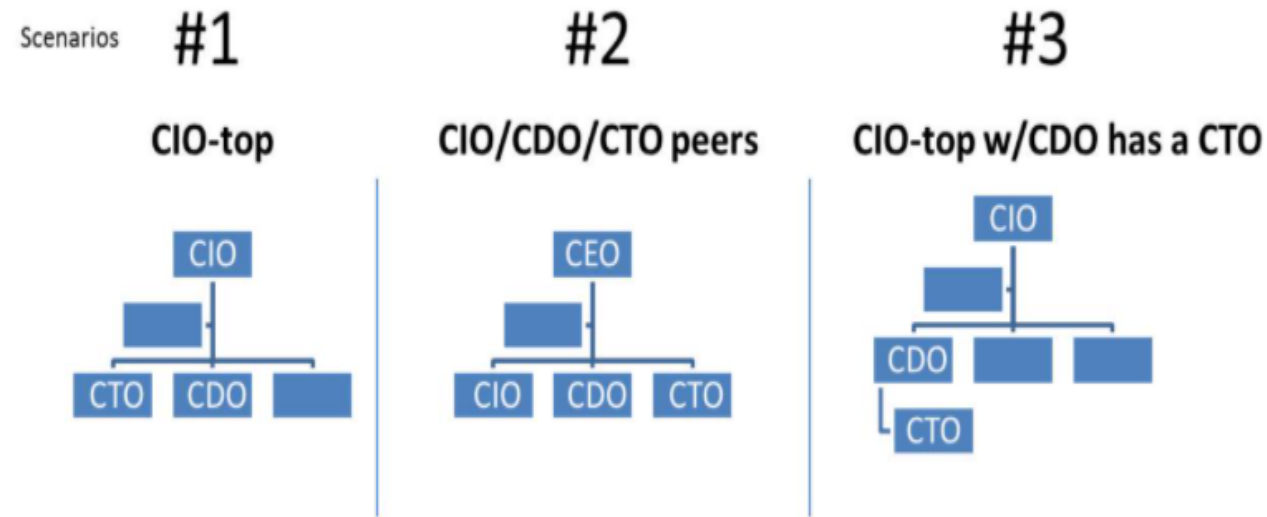 Scenarios #1 #2 #3
CIO-top CIO/CDO/CTO peers CIO-top w/CDO has a CTO
CIO
CTO CDO
CEO
CIO CDO CTO
CIO
CDO
CTO